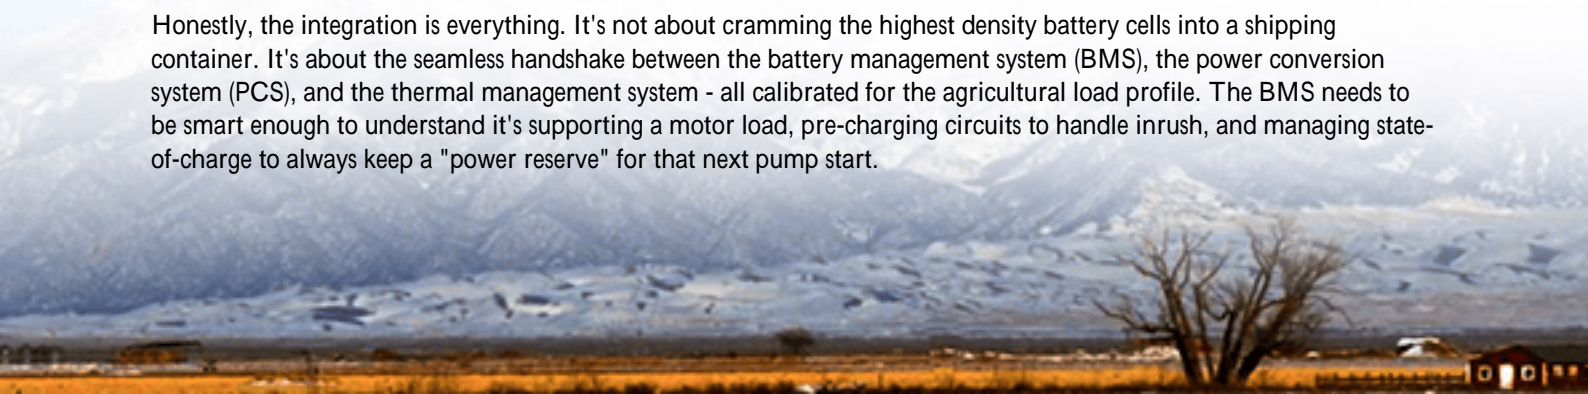 Honestly, the integration is everything. It's not about cramming the highest density battery cells into a shipping
container. It's about the seamless handshake between the battery management system (BMS), the power conversion
system (PCS), and the thermal management system - all calibrated for the agricultural load profile. The BMS needs to
be smart enough to understand it's supporting a motor load, pre-charging circuits to handle inrush, and managing state-
of-charge to always keep a "power reserve" for that next pump start.